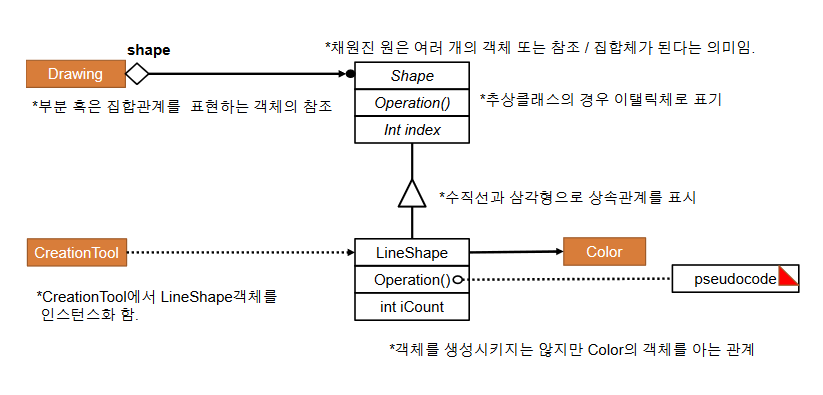 shape
*채원진 원은 여러 개의 객체 또는 참조 / 집합체가 된다는 의미임.
Drawing
Shape
*부분 혹은 집합관계를 표현하는 객체의 참조
Operation()
*추상클래스의 경우 이탤릭체로 표기
Int index
*수직선과 삼각형으로 상속관계를 표시
CreationTool
LineShape
Color
Operation()
pseudocode
*CreationTool에서 LineShape객체를
인스턴스화 함.
int iCount
*객체를 생성시키지는 않지만 Color의 객체를 아는 관계